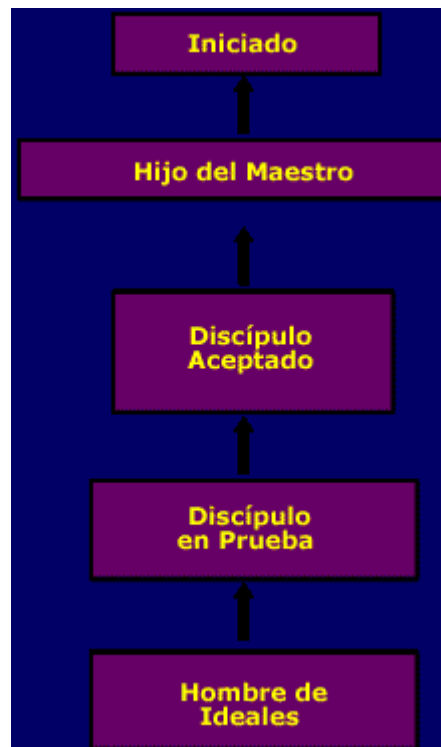 Iniciado
Hijo del Maestro
Discípulo
Aceptado
Discípulo
en Prueba
Hombre de
Ideales